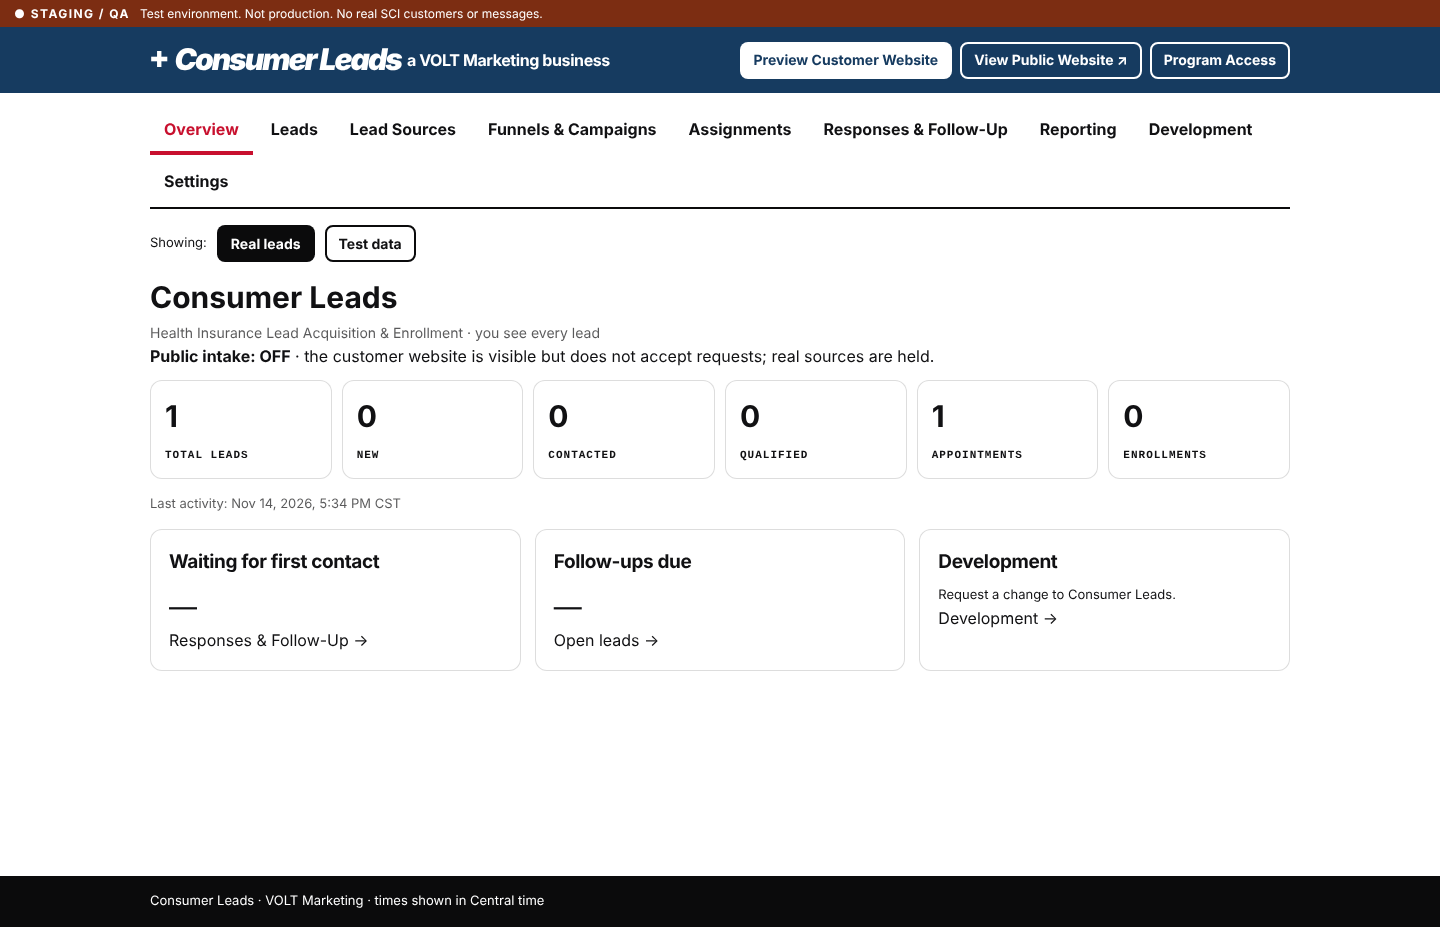 STAGING / QA Test environment. Not production. No real SCI customers or messages.
+ ConsumerLeads a VOLT Marketing business
Preview Customer Website
View Public Website ↗
Program Access
Overview
Leads
Lead Sources
Funnels & Campaigns
Assignments
Responses & Follow-Up
Reporting
Development
Settings
Showing:
Real leads
Test data
Consumer Leads
Health Insurance Lead Acquisition & Enrollment · you see every lead
Public intake: OFF · the customer website is visible but does not accept requests; real sources are held.
1
TOTAL LEADS
0
NEW
0
CONTACTED
0
QUALIFIED
1
APPOINTMENTS
0
ENROLLMENTS
Last activity: Nov 14, 2026, 5:34 PM CST
Waiting for first contact
—
Responses & Follow-Up →
Follow-ups due
—
Open leads →
Development
Request a change to Consumer Leads.
Development →
Consumer Leads · VOLT Marketing · times shown in Central time